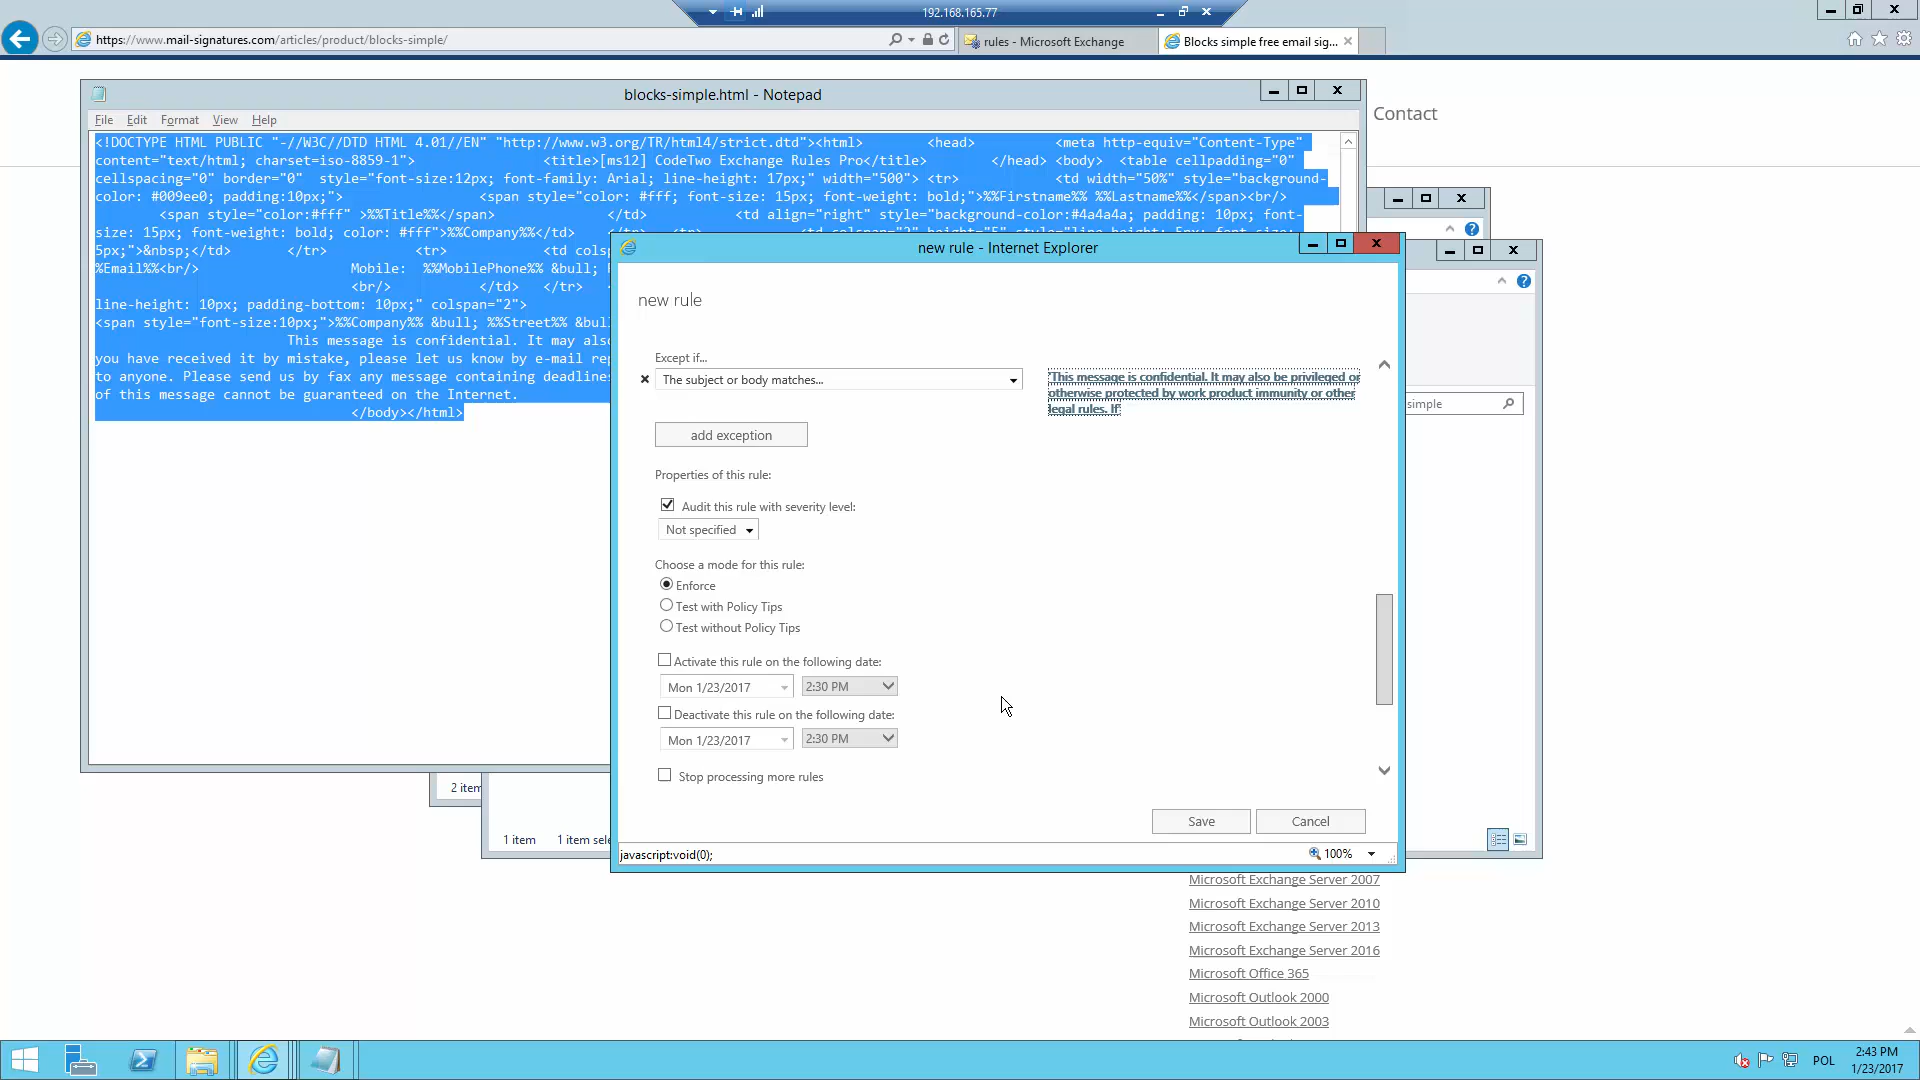 192.168.165.77
https://www.mail-signatures.com/articles/product/blocks-simple/
rules - Microsoft Exchange
Blocks simple free email sig...
Contact
blocks-simple.html - Notepad
File Edit Format View Help
<!DOCTYPE HTML PUBLIC "-//W3C//DTD HTML 4.01//EN" "http://www.w3.org/TR/html4/strict.dtd"><html> <head> <meta http-equiv="Content-Type"
content="text/html; charset=iso-8859-1"> <title>[ms12] CodeTwo Exchange Rules Pro</title> </head> <body> <table cellpadding="0"
cellspacing="0" border="0" style="font-size:12px; font-family: Arial; line-height: 17px;" width="500"> <tr> <td width="50%" style="background-
color: #009ee0; padding:10px;"> <span style="color: #fff, font-size: 15px, font-weight: bold;">%%Firstname%% %%Lastname%%</span><br/>
<span style="color:#fff" >%%Title%%</span> </td> <td align="right" style="background-color:#4a4a4a; padding: 10px; font-
size: 15px; font-weight: bold; color: #fff">%%Company%%</td>
5px;">&nbsp;</td> </tr> <tr> <td cols
%Email%%<br/> Mobile: %%MobilePhone%% &bull;
<br/> </td> </tr>
line-height: 10px; padding-bottom: 10px;" colspan="2">
<span style="font-size:10px;">%%Company%% &bull; %%Street%% &bul
This message is confidential. It may als
you have received it by mistake, please let us know by e-mail rep
to anyone. Please send us by fax any message containing deadlines
of this message cannot be guaranteed on the Internet.
</body></html>
new rule - Internet Explorer
new rule
Except if...
The subject or body matches...
'This message is confidential. It may also be privileged or
otherwise protected by work product immunity or other
legal rules. If'
add exception
Properties of this rule:
Audit this rule with severity level:
Not specified
Choose a mode for this rule:
Enforce
Test with Policy Tips
Test without Policy Tips
Activate this rule on the following date:
Mon 1/23/2017 2:30 PM
Deactivate this rule on the following date:
Mon 1/23/2017 2:30 PM
Stop processing more rules
Save Cancel
javascript:void(0);
100%
simple
2 item
1 item 1 item sele
Microsoft Exchange Server 2007
Microsoft Exchange Server 2010
Microsoft Exchange Server 2013
Microsoft Exchange Server 2016
Microsoft Office 365
Microsoft Outlook 2000
Microsoft Outlook 2003
POL
2:43 PM
1/23/2017